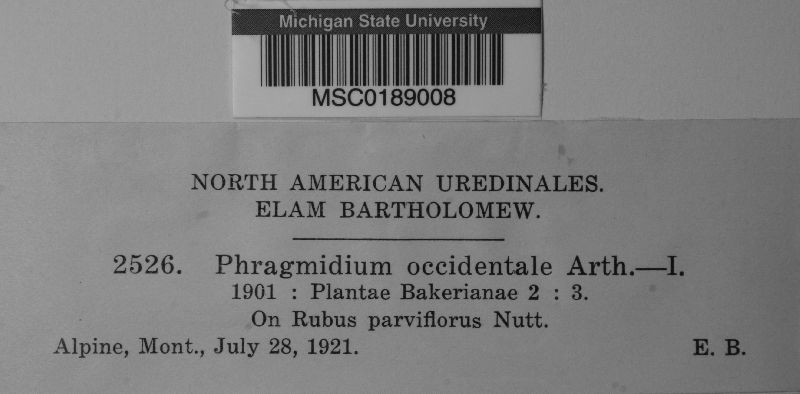 Michigan State University
MSC0189008
NORTH AMERICAN UREDINALES.
ELAM BARTHOLOMEW.
2526. Phragmidium occidentale Arth.—I.
1901 : Plantae Bakerianae 2 : 3.
On Rubus parviflorus Nutt.
Alpine, Mont., July 28, 1921. E. B.